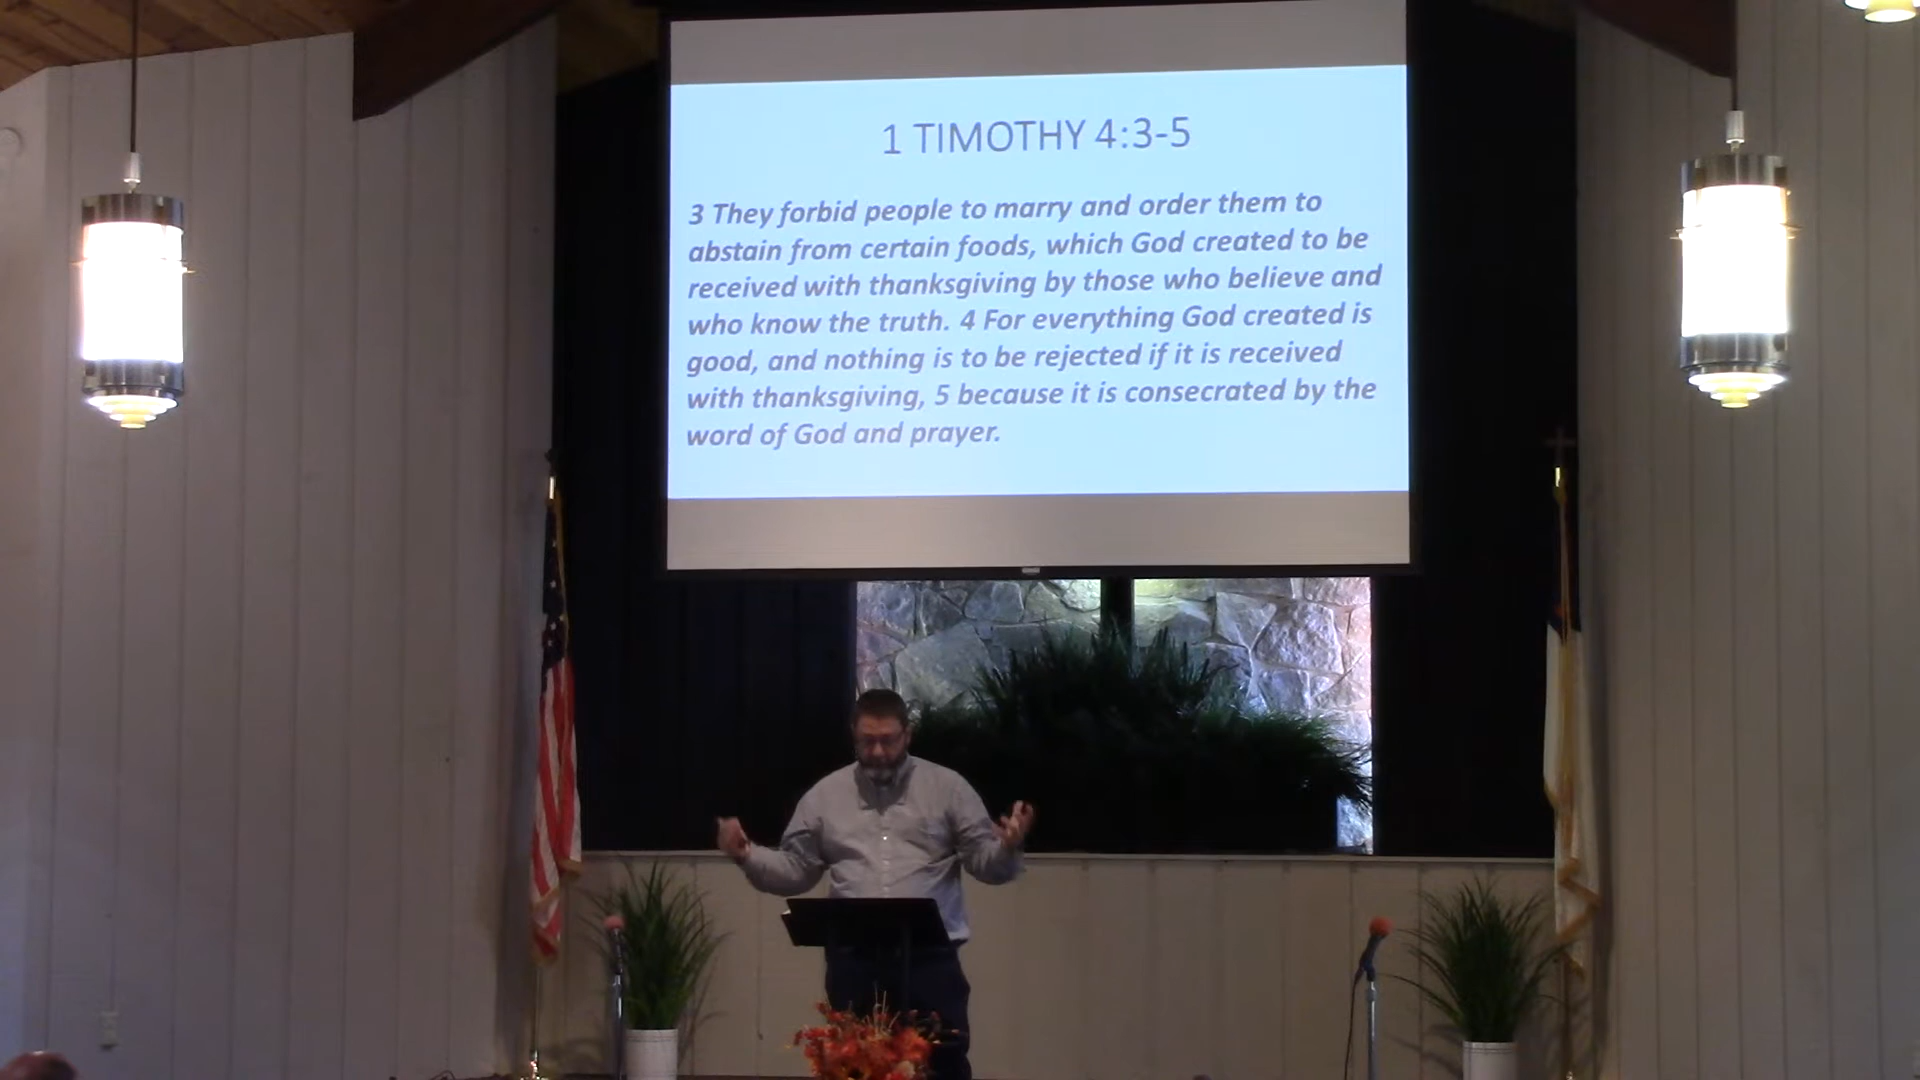 1 TIMOTHY 4:3-5
3 They forbid people to marry and order them to
abstain from certain foods, which God created to be
received with thanksgiving by those who believe and
who know the truth. 4 For everything God created is
good, and nothing is to be rejected if it is received
with thanksgiving, 5 because it is consecrated by the
word of God and prayer.